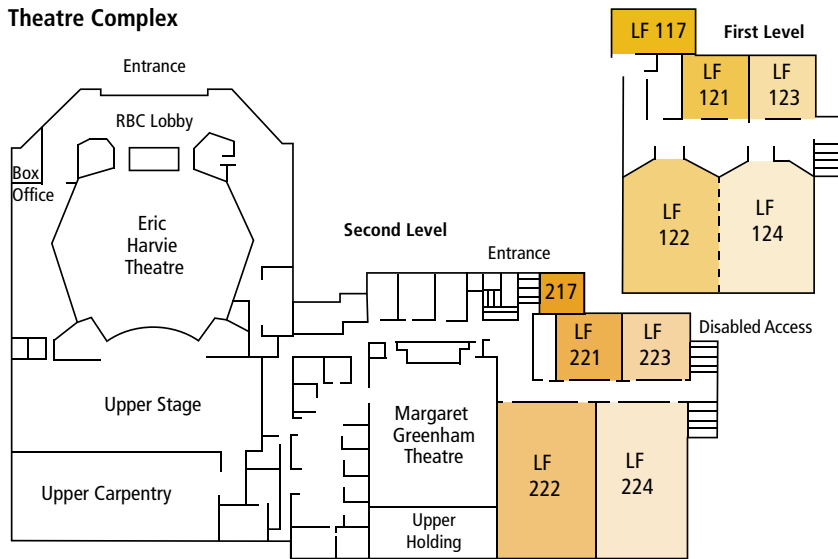 Theatre Complex
Entrance
RBC Lobby
Box
Office
Eric
Harvie
Theatre
Upper Stage
Upper Carpentry
Second Level
Entrance
217
LF
221
LF
223
Disabled Access
Margaret
Greenham
Theatre
LF
222
LF
224
Upper
Holding
First Level
LF 117
LF
121
LF
123
LF
122
LF
124